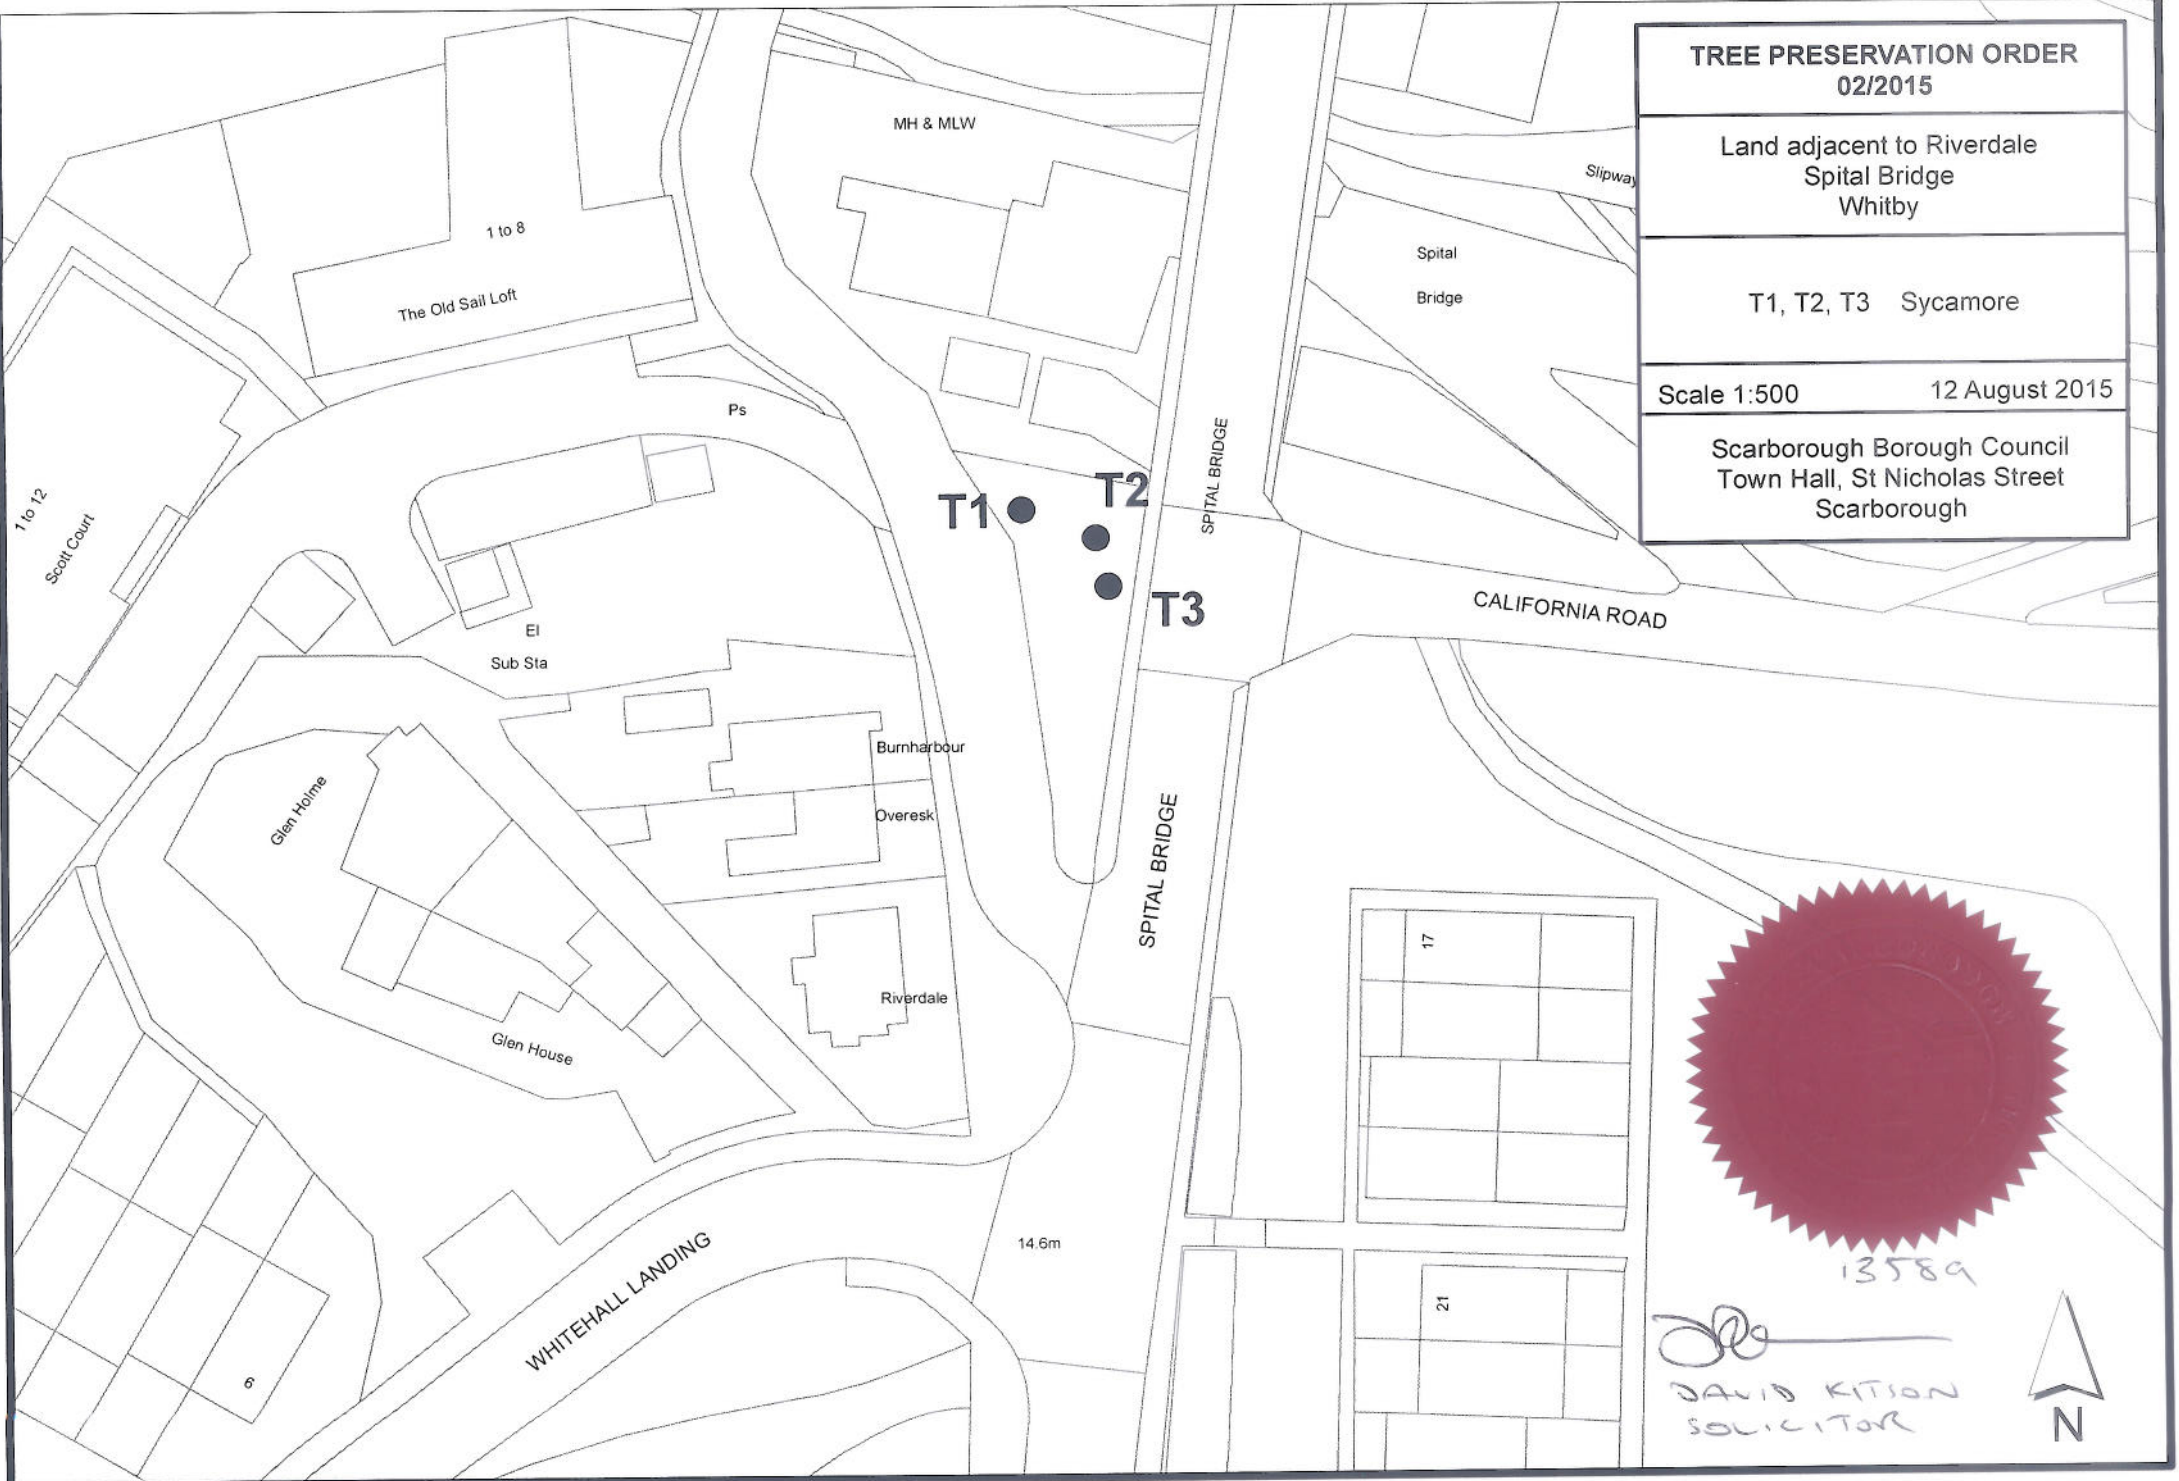 TREE PRESERVATION ORDER
02/2015
Land adjacent to Riverdale
Spital Bridge
Whitby
T1, T2, T3 Sycamore
Scale 1:500 12 August 2015
Scarborough Borough Council
Town Hall, St Nicholas Street
Scarborough
MH & MLW
Slipway
1 to 8
The Old Sail Loft
Spital
Bridge
Ps
SPITAL BRIDGE
T1
T2
T3
1 to 12
Scott Court
El
Sub Sta
CALIFORNIA ROAD
Burnharbour
Overesk
Glen Holme
SPITAL BRIDGE
Riverdale
Glen House
17
14.6m
WHITEHALL LANDING
21
6
13589
DAVID KITSON
SOLICITOR
N